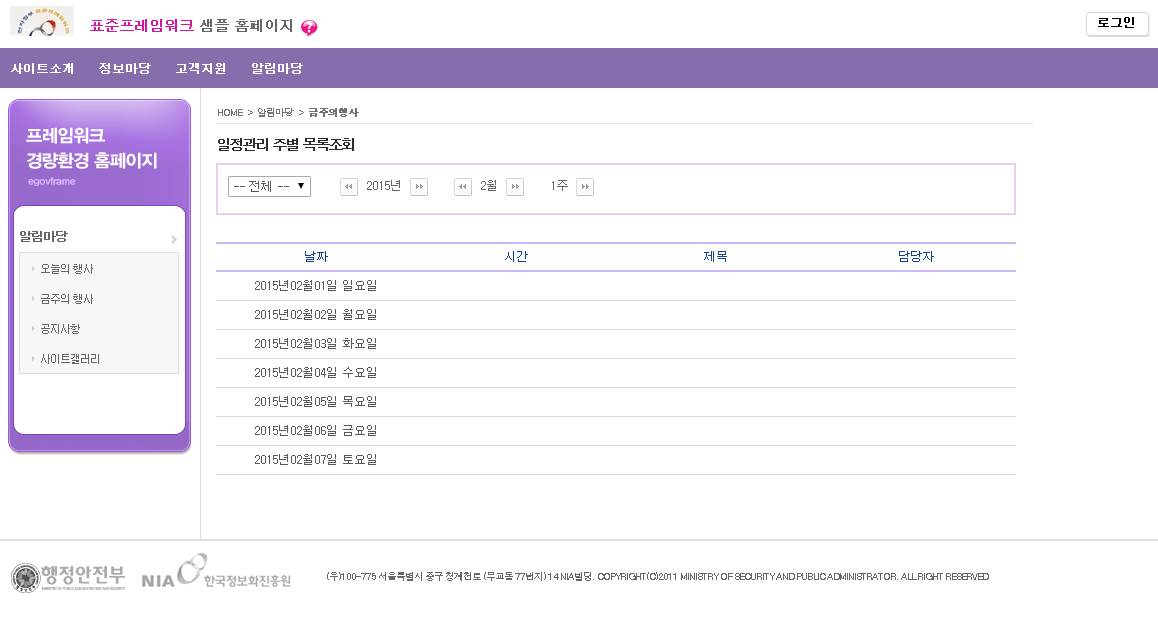 표준프레임워크 샘플 홈페이지 ?
로그인
사이트소개 정보마당 고객지원 알림마당
프레임워크
경량환경 홈페이지
egovframe
알림마당
오늘의 행사
금주의 행사
공지사항
사이트갤러리
HOME > 알림마당 > 금주의행사
일정관리 주별 목록조회
-- 전체 -- 2015년 2월 1주
날짜 시간 제목 담당자
2015년02월01일 일요일
2015년02월02일 월요일
2015년02월03일 화요일
2015년02월04일 수요일
2015년02월05일 목요일
2015년02월06일 금요일
2015년02월07일 토요일
행정안전부
NIA 한국정보화진흥원
(우)100-775 서울특별시 중구 청계천로 (무교동 77번지) 14 NIA빌딩. COPYRIGHT(C)2011 MINISTRY OF SECURITY AND PUBLIC ADMINISTRATOR. ALL RIGHT RESERVED